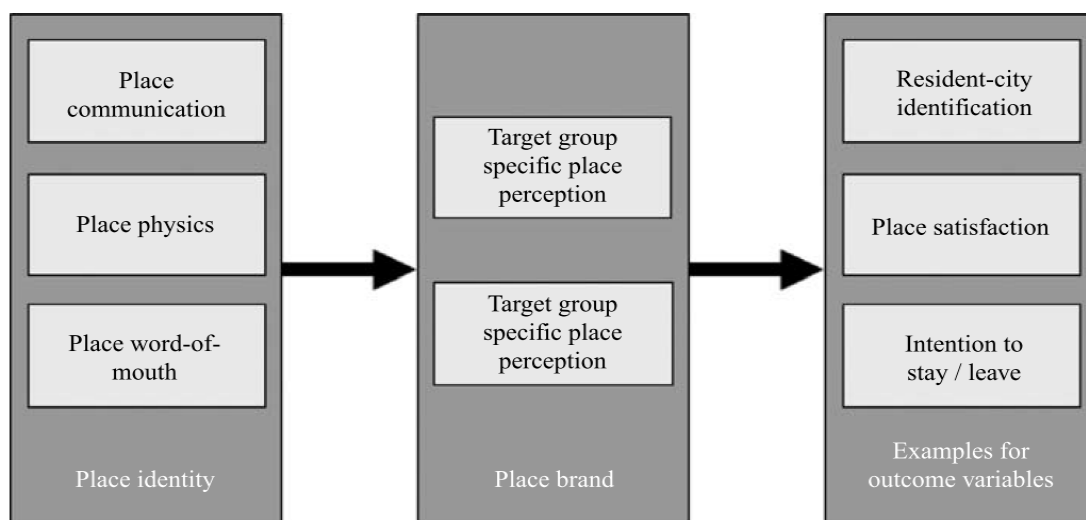 Place
communication
Place physics
Place word-of-
mouth
Place identity
Target group
specific place
perception
Target group
specific place
perception
Place brand
Resident-city
identification
Place satisfaction
Intention to
stay / leave
Examples for
outcome variables